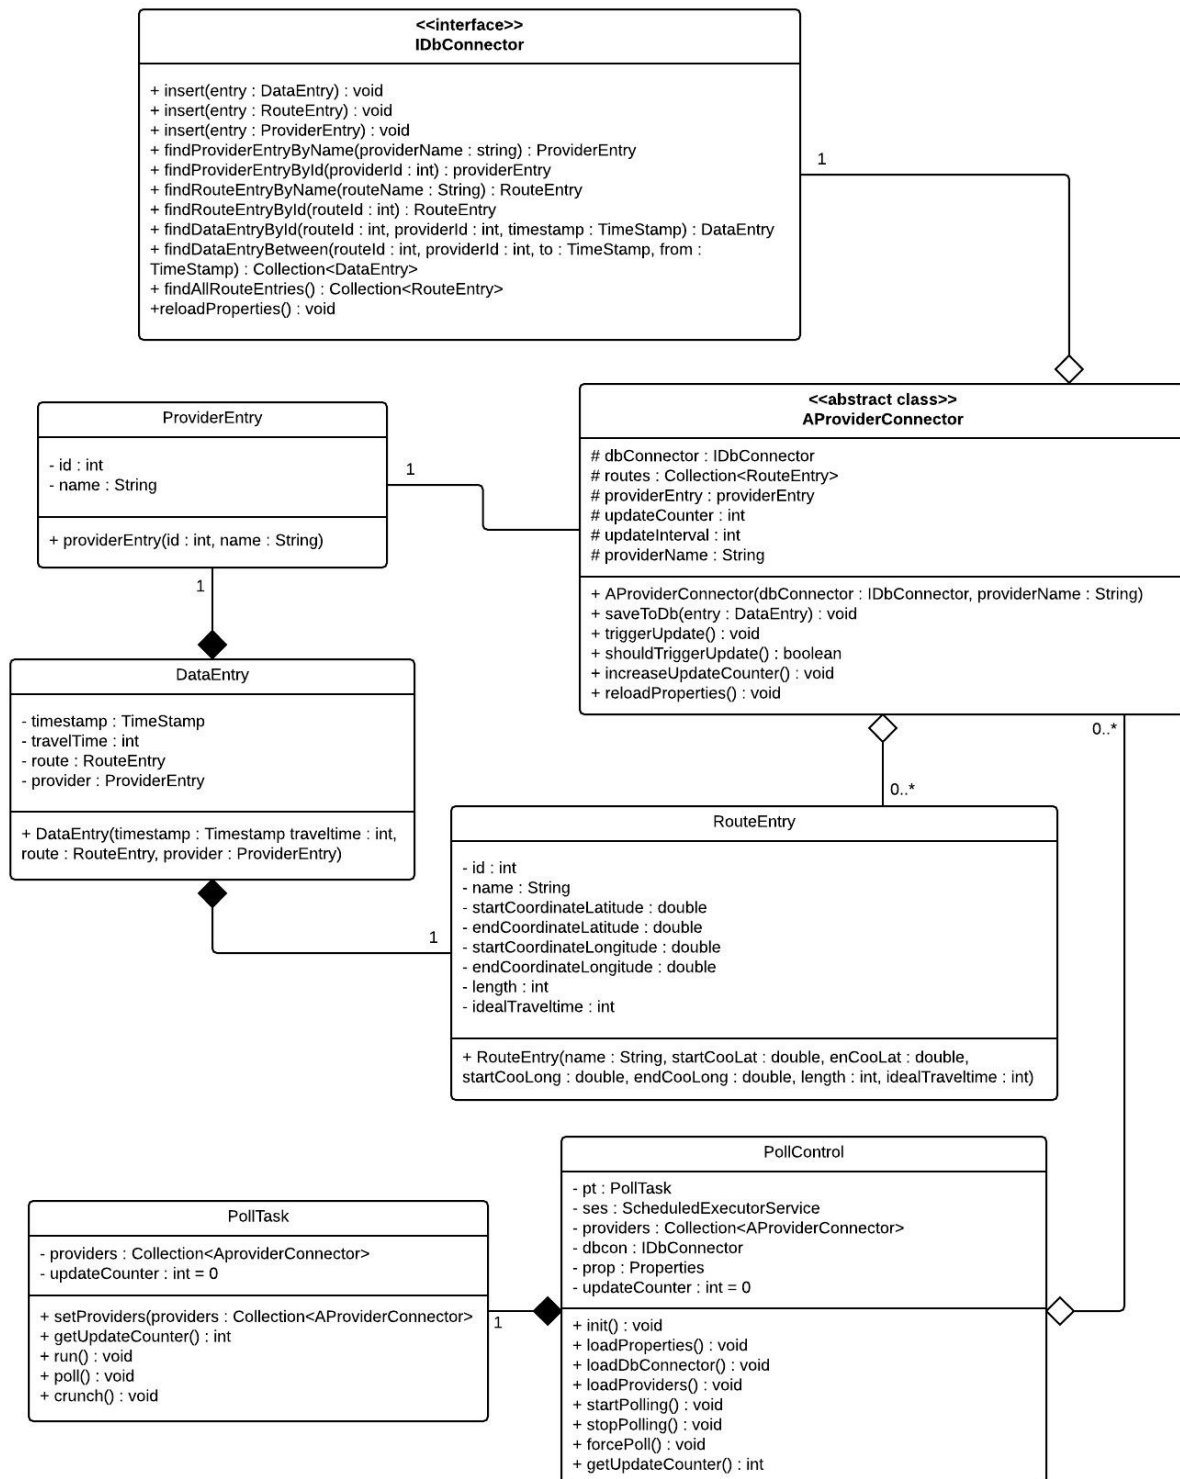 <<interface>>
IDbConnector
+ insert(entry : DataEntry) : void
+ insert(entry : RouteEntry) : void
+ insert(entry : ProviderEntry) : void
+ findProviderEntryByName(providerName : string) : ProviderEntry
+ findProviderEntryById(providerId : int) : providerEntry
+ findRouteEntryByName(routeName : String) : RouteEntry
+ findRouteEntryById(routeId : int) : RouteEntry
+ findDataEntryById(routeId : int, providerId : int, timestamp : TimeStamp) : DataEntry
+ findDataEntryBetween(routeId : int, providerId : int, to : TimeStamp, from :
TimeStamp) : Collection<DataEntry>
+ findAllRouteEntries() : Collection<RouteEntry>
+reloadProperties() : void
1
<<abstract class>>
AProviderConnector
# dbConnector : IDbConnector
# routes : Collection<RouteEntry>
# providerEntry : providerEntry
# updateCounter : int
# updateInterval : int
# providerName : String
+ AProviderConnector(dbConnector : IDbConnector, providerName : String)
+ saveToDb(entry : DataEntry) : void
+ triggerUpdate() : void
+ shouldTriggerUpdate() : boolean
+ increaseUpdateCounter() : void
+ reloadProperties() : void
ProviderEntry
- id : int
- name : String
+ providerEntry(id : int, name : String)
1
1
DataEntry
- timestamp : TimeStamp
- travelTime : int
- route : RouteEntry
- provider : ProviderEntry
+ DataEntry(timestamp : Timestamp traveltime : int,
route : RouteEntry, provider : ProviderEntry)
1
0..*
0..*
RouteEntry
- id : int
- name : String
- startCoordinateLatitude : double
- endCoordinateLatitude : double
- startCoordinateLongitude : double
- endCoordinateLongitude : double
- length : int
- idealTraveltime : int
+ RouteEntry(name : String, startCooLat : double, enCooLat : double,
startCooLong : double, endCooLong : double, length : int, idealTraveltime : int)
PollTask
- providers : Collection<AproviderConnector>
- updateCounter : int = 0
+ setProviders(providers : Collection<AProviderConnector>
+ getUpdateCounter() : int
+ run() : void
+ poll() : void
+ crunch() : void
1
PollControl
- pt : PollTask
- ses : ScheduledExecutorService
- providers : Collection<AProviderConnector>
- dbcon : IDbConnector
- prop : Properties
- updateCounter : int = 0
+ init() : void
+ loadProperties() : void
+ loadDbConnector() : void
+ loadProviders() : void
+ startPolling() : void
+ stopPolling() : void
+ forcePoll() : void
+ getUpdateCounter() : int